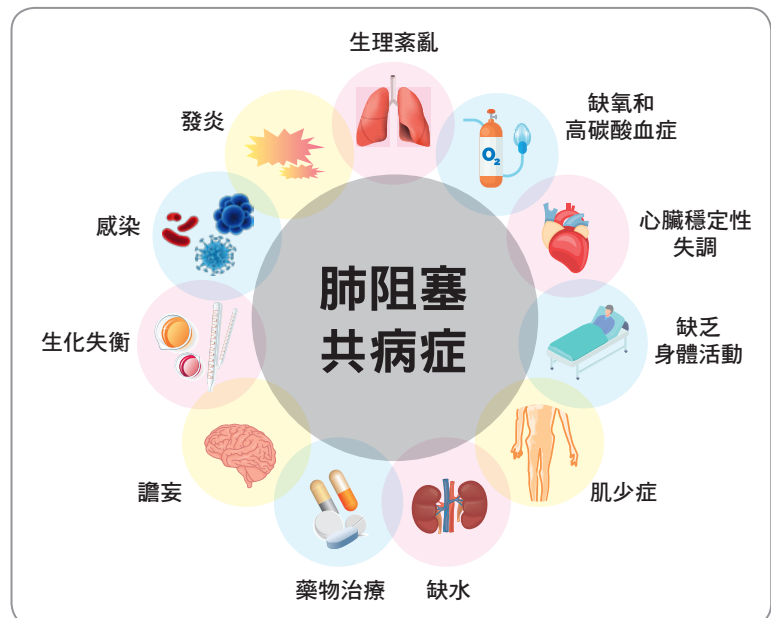 生理紊亂
缺氧和
高碳酸血症
心臟穩定性
失調
缺乏
身體活動
肌少症
缺水
藥物治療
譫妄
生化失衡
感染
發炎
O₂
肺阻塞
共病症